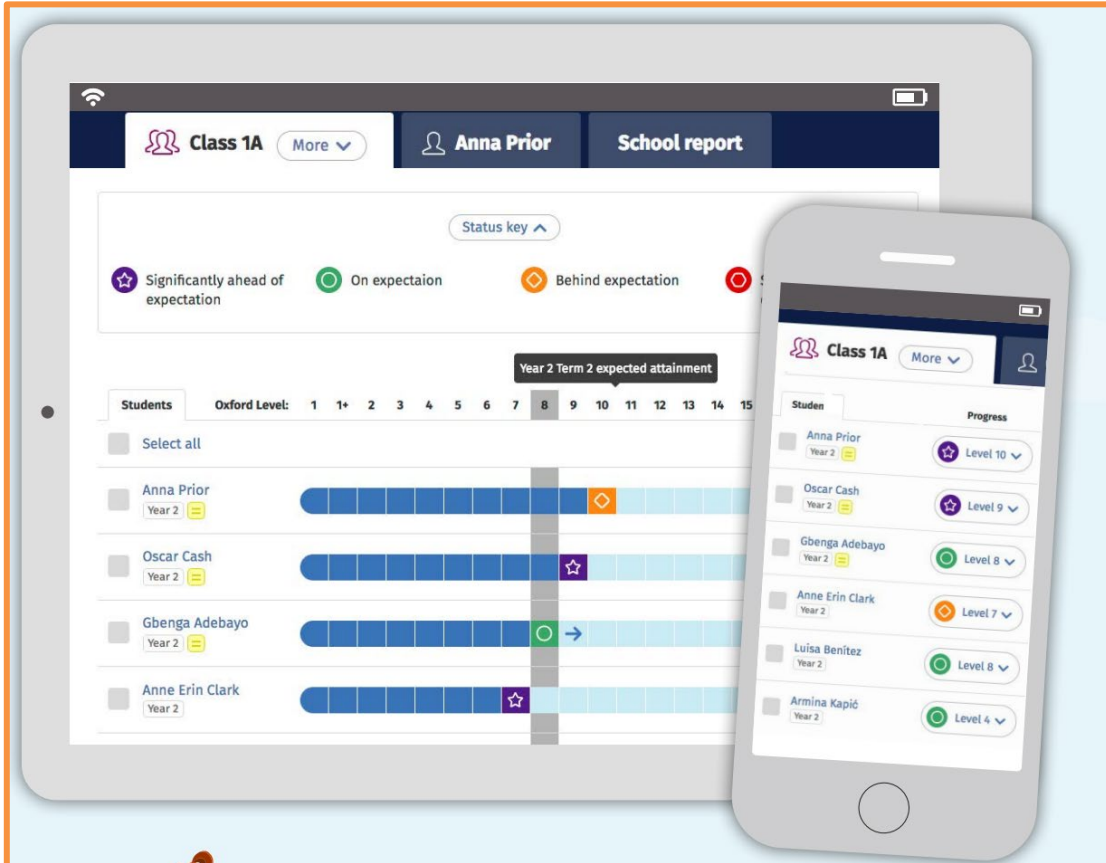 Class 1A More Anna Prior School report
Status key
Significantly ahead of
expectation
On expectaion
Behind expectation
Year 2 Term 2 expected attainment
Students Oxford Level: 1 1+ 2 3 4 5 6 7 8 9 10 11 12 13 14 15
Select all
Anna Prior
Year 2 =
Oscar Cash
Year 2 =
Gbenga Adebayo
Year 2 =
Anne Erin Clark
Year 2
Class 1A More
Studen Progress
Anna Prior
Year 2 =
Level 10
Oscar Cash
Year 2 =
Level 9
Gbenga Adebayo
Year 2 =
Level 8
Anne Erin Clark
Year 2
Level 7
Luisa Benítez
Year 2
Level 8
Armina Kapić
Year 2
Level 4